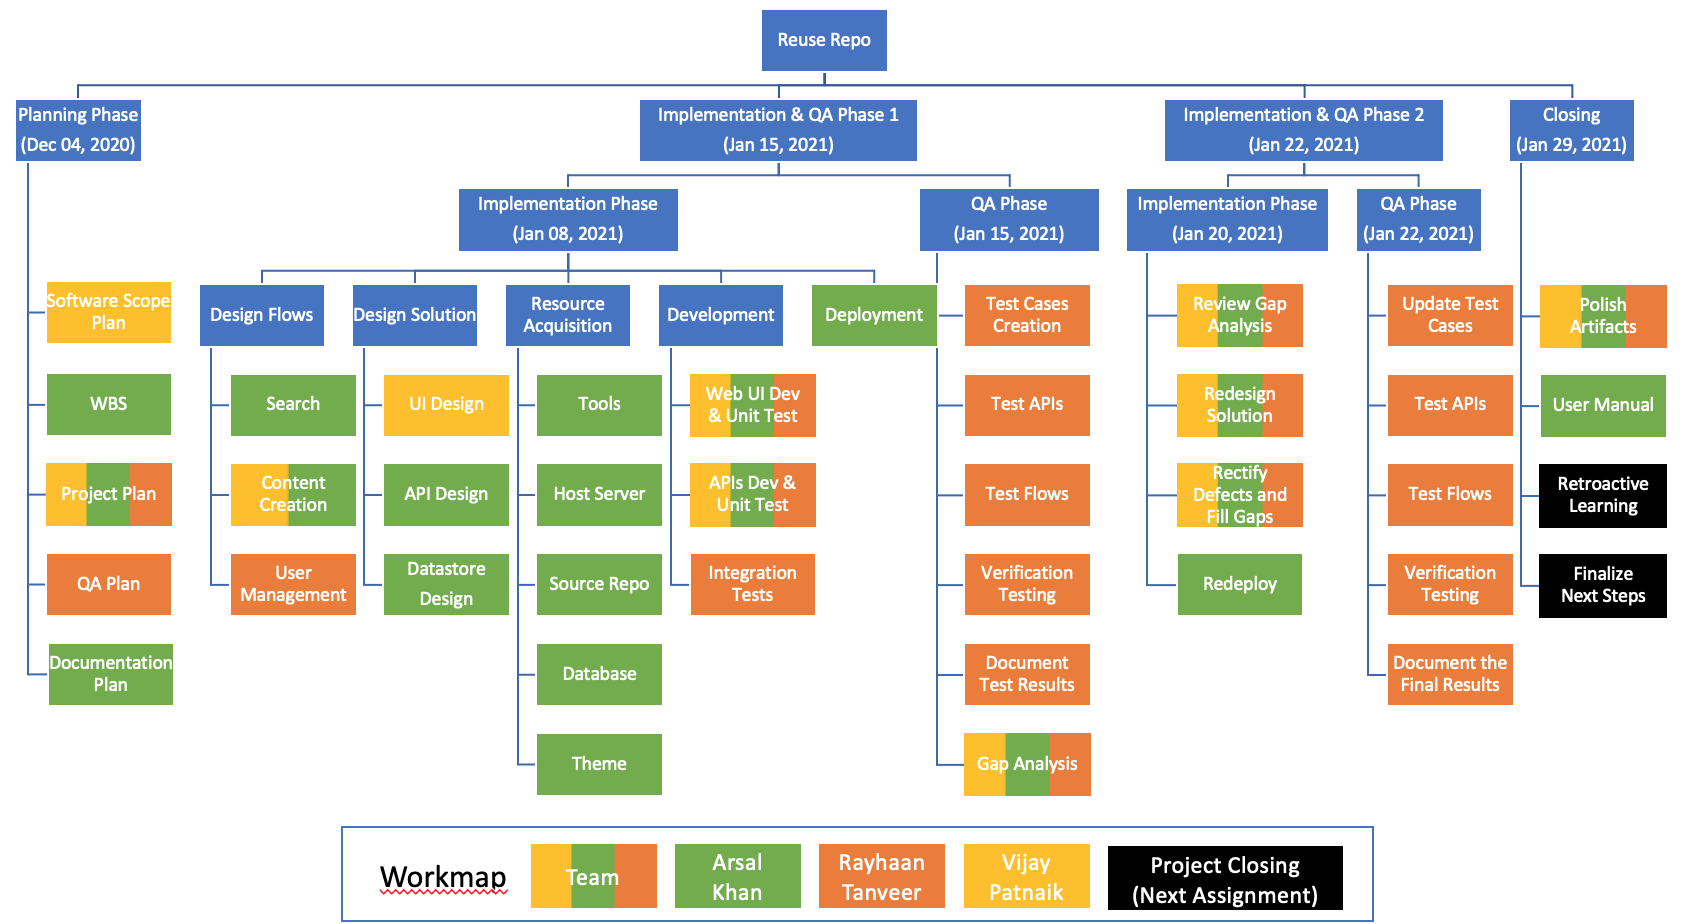 Reuse Repo
Planning Phase
(Dec 04, 2020)
Implementation & QA Phase 1
(Jan 15, 2021)
Implementation & QA Phase 2
(Jan 22, 2021)
Closing
(Jan 29, 2021)
Implementation Phase
(Jan 08, 2021)
QA Phase
(Jan 15, 2021)
Implementation Phase
(Jan 20, 2021)
QA Phase
(Jan 22, 2021)
Software Scope
Plan
WBS
Project Plan
QA Plan
Documentation
Plan
Design Flows
Search
Content
Creation
User
Management
Design Solution
UI Design
API Design
Datastore
Design
Resource
Acquisition
Tools
Host Server
Source Repo
Database
Theme
Development
Web UI Dev
& Unit Test
APIs Dev &
Unit Test
Integration
Tests
Deployment
Test Cases
Creation
Test APIs
Test Flows
Verification
Testing
Document
Test Results
Gap Analysis
Review Gap
Analysis
Redesign
Solution
Rectify
Defects and
Fill Gaps
Redeploy
Update Test
Cases
Test APIs
Test Flows
Verification
Testing
Document the
Final Results
Polish
Artifacts
User Manual
Retroactive
Learning
Finalize
Next Steps
Workmap
Team
Arsal
Khan
Rayhaan
Tanveer
Vijay
Patnaik
Project Closing
(Next Assignment)